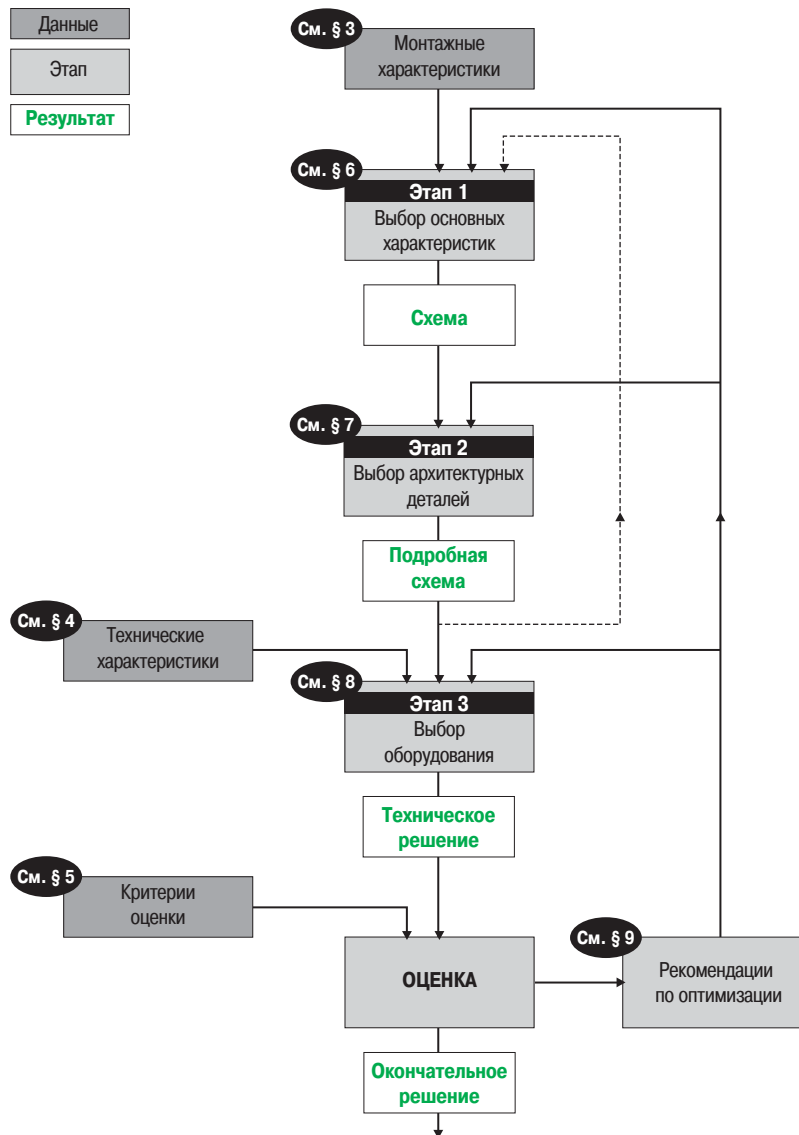 Данные
Этап
Результат
См. § 3
Монтажные
характеристики
См. § 6
Этап 1
Выбор основных
характеристик
Схема
См. § 7
Этап 2
Выбор архитектурных
деталей
Подробная
схема
См. § 4
Технические
характеристики
См. § 8
Этап 3
Выбор
оборудования
Техническое
решение
См. § 5
Критерии
оценки
ОЦЕНКА
См. § 9
Рекомендации
по оптимизации
Окончательное
решение